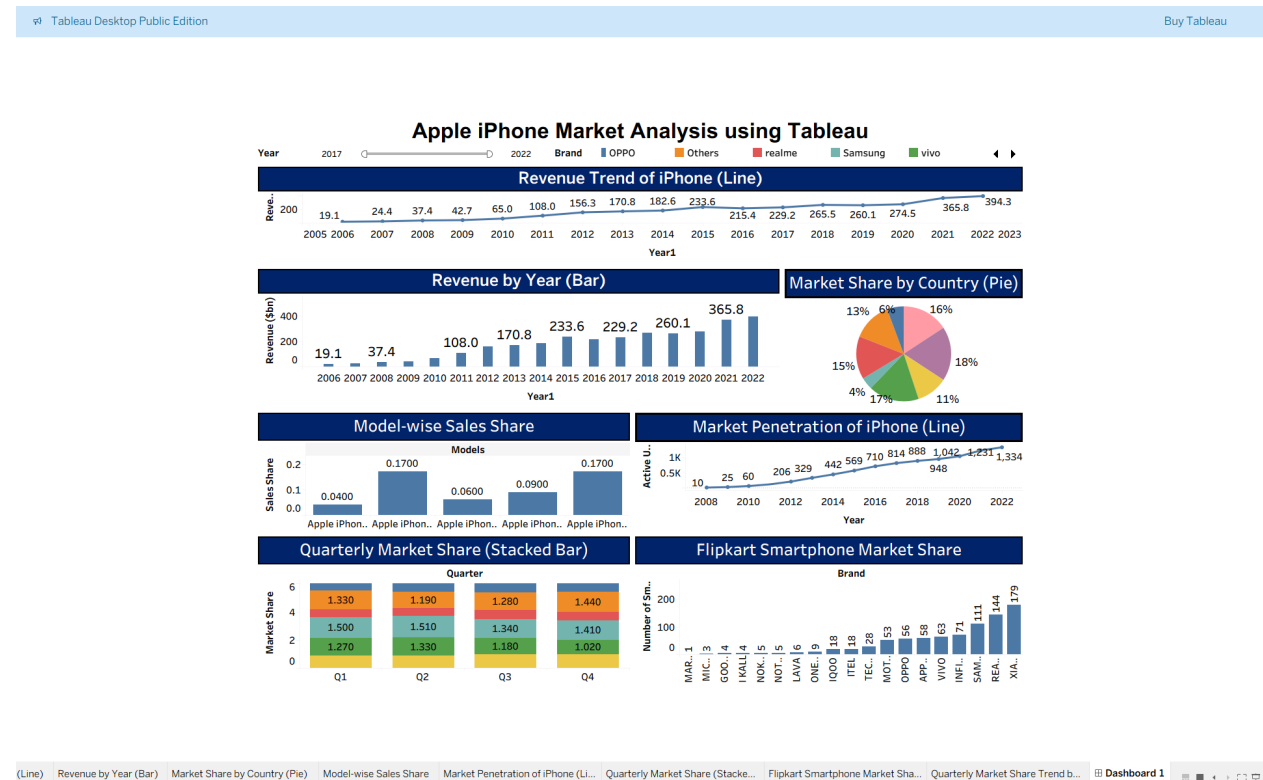 Tableau Desktop Public Edition Buy Tableau
Apple iPhone Market Analysis using Tableau
Year 2017 2022 Brand OPPO Others realme Samsung vivo
Revenue Trend of iPhone (Line)
Reve..
200
19.1 24.4 37.4 42.7 65.0 108.0 156.3 170.8 182.6 233.6 215.4 229.2 265.5 260.1 274.5 365.8 394.3
2005 2006 2007 2008 2009 2010 2011 2012 2013 2014 2015 2016 2017 2018 2019 2020 2021 2022 2023
Year1
Revenue by Year (Bar)
Revenue ($bn)
400
200
0
19.1 37.4 108.0 170.8 233.6 229.2 260.1 365.8
2006 2007 2008 2009 2010 2011 2012 2013 2014 2015 2016 2017 2018 2019 2020 2021 2022
Year1
Market Share by Country (Pie)
13% 6% 16%
15% 18%
4% 17% 11%
Model-wise Sales Share
Models
Sales Share
0.2
0.1
0.0
0.0400 0.1700 0.0600 0.0900 0.1700
Apple iPhon.. Apple iPhon.. Apple iPhon.. Apple iPhon.. Apple iPhon..
Market Penetration of iPhone (Line)
Active U..
1K
0.5K
10 25 60 206 329 442 569 710 814 888 948 1,042 1,231 1,334
2008 2010 2012 2014 2016 2018 2020 2022
Year
Quarterly Market Share (Stacked Bar)
Quarter
Market Share
6
4
2
0
1.330 1.190 1.280 1.440
1.500 1.510 1.340 1.410
1.270 1.330 1.180 1.020
Q1 Q2 Q3 Q4
Flipkart Smartphone Market Share
Brand
Number of Sm..
200
100
0
1 3 4 4 5 5 6 9 18 18 28 53 56 58 63 71 111 144 179
MAR.. MIC.. GOO.. I KALL NOK.. NOT.. LAVA ONE.. IQOO ITEL TEC.. MOT.. OPPO APP.. VIVO INFI.. SAM.. REA.. XIA..
(Line) Revenue by Year (Bar) Market Share by Country (Pie) Model-wise Sales Share Market Penetration of iPhone (Li... Quarterly Market Share (Stacke... Flipkart Smartphone Market Sha... Quarterly Market Share Trend b... Dashboard 1